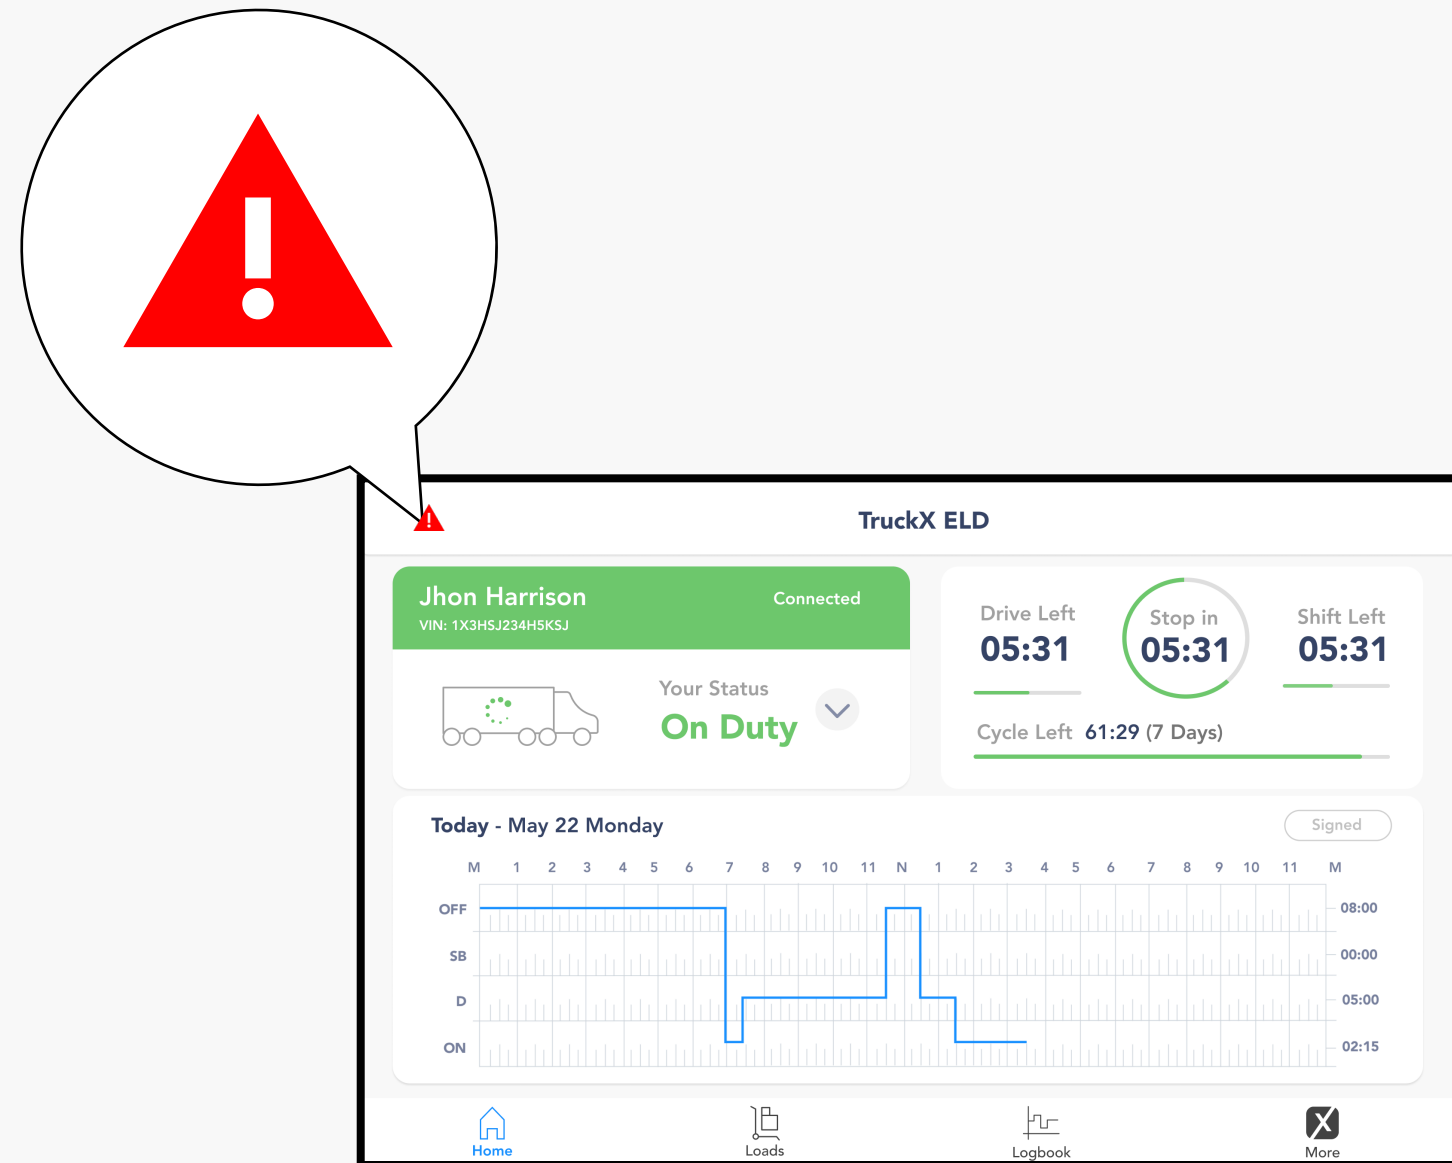 TruckX ELD
Jhon Harrison
Connected
VIN: 1X3HSJ234H5KSJ
Your Status
On Duty
Drive Left
05:31
Stop in
05:31
Shift Left
05:31
Cycle Left 61:29 (7 Days)
Today - May 22 Monday
Signed
M 1 2 3 4 5 6 7 8 9 10 11 N 1 2 3 4 5 6 7 8 9 10 11 M
OFF 08:00
SB 00:00
D 05:00
ON 02:15
Home Loads Logbook More